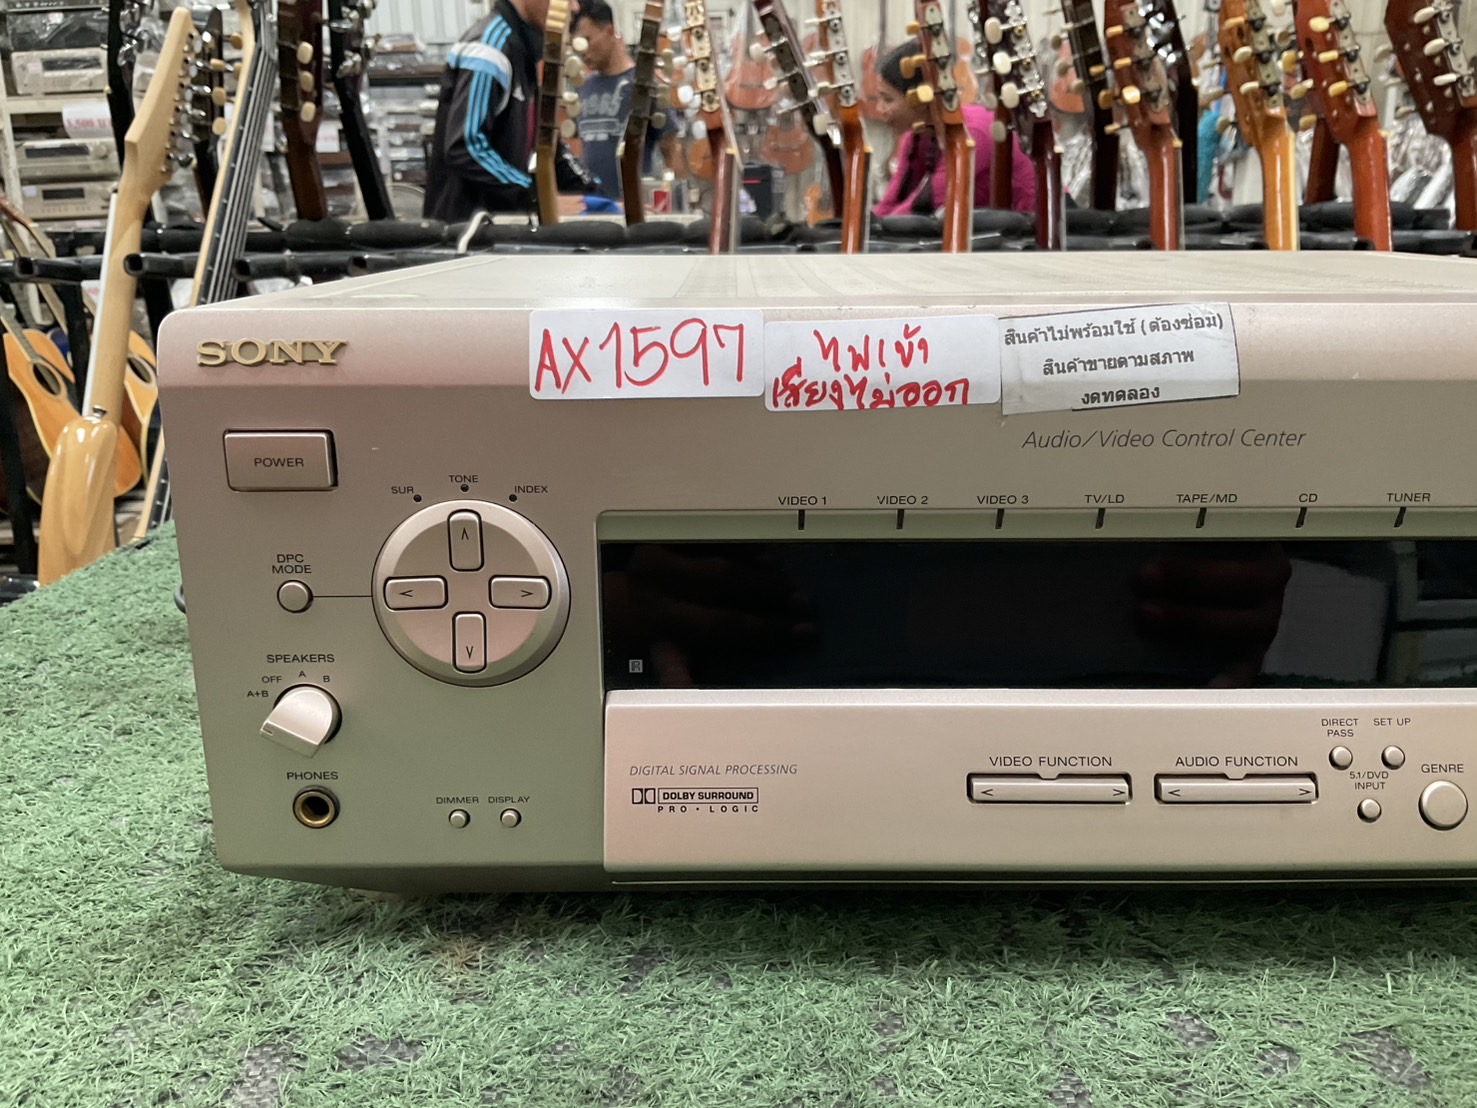 5,500 บาท
SONY
AX1597
ไฟเข้า
เสียงไม่ออก
สินค้าไม่พร้อมใช้ (ต้องซ่อม)
สินค้าขายตามสภาพ
งดทดลอง
Audio/Video Control Center
POWER
SUR
TONE
INDEX
VIDEO 1
VIDEO 2
VIDEO 3
TV/LD
TAPE/MD
CD
TUNER
DPC
MODE
SPEAKERS
A+B
OFF
A
B
PHONES
DIMMER
DISPLAY
DIGITAL SIGNAL PROCESSING
DOLBY SURROUND
PRO • LOGIC
VIDEO FUNCTION
AUDIO FUNCTION
DIRECT
PASS
SET UP
5.1/DVD
INPUT
GENRE